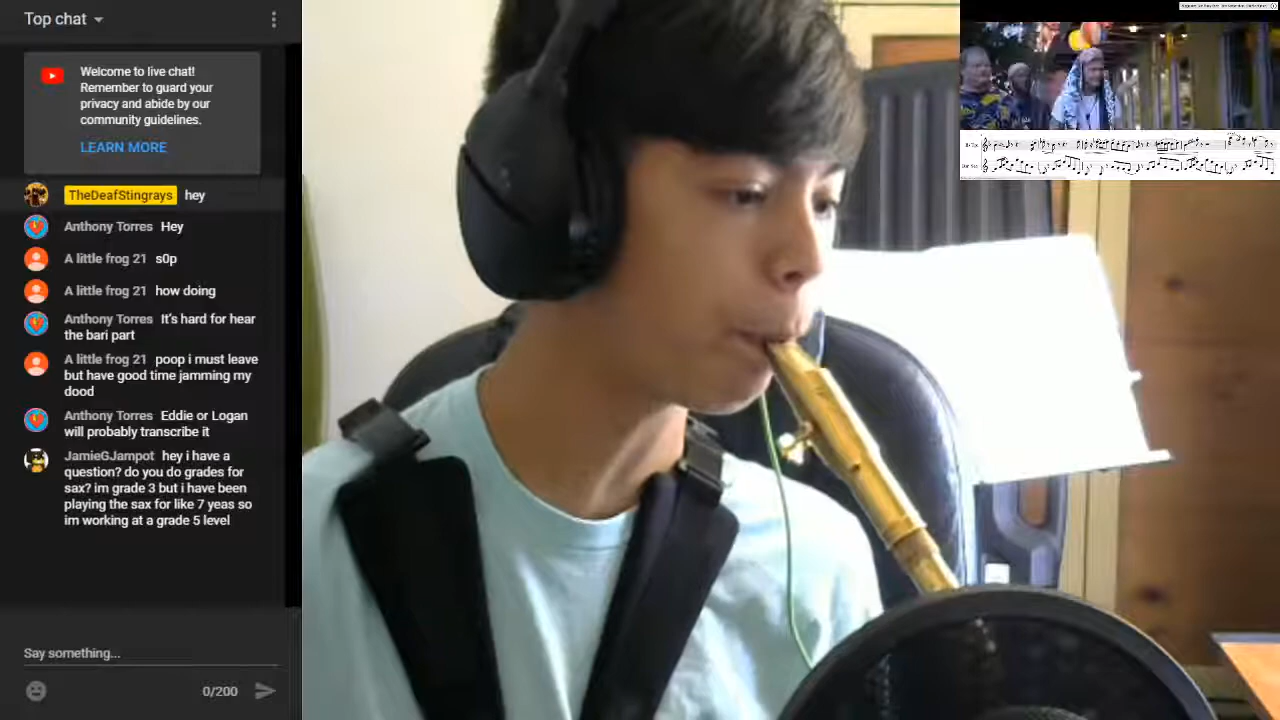 Top chat
Welcome to live chat!
Remember to guard your
privacy and abide by our
community guidelines.
LEARN MORE
TheDeafStingrays hey
Anthony Torres Hey
A little frog 21 s0p
A little frog 21 how doing
Anthony Torres It's hard for hear
the bari part
A little frog 21 poop i must leave
but have good time jamming my
dood
Anthony Torres Eddie or Logan
will probably transcribe it
JamieGJampot hey i have a
question? do you do grades for
sax? im grade 3 but i have been
playing the sax for like 7 yeas so
im working at a grade 5 level
Say something...
0/200